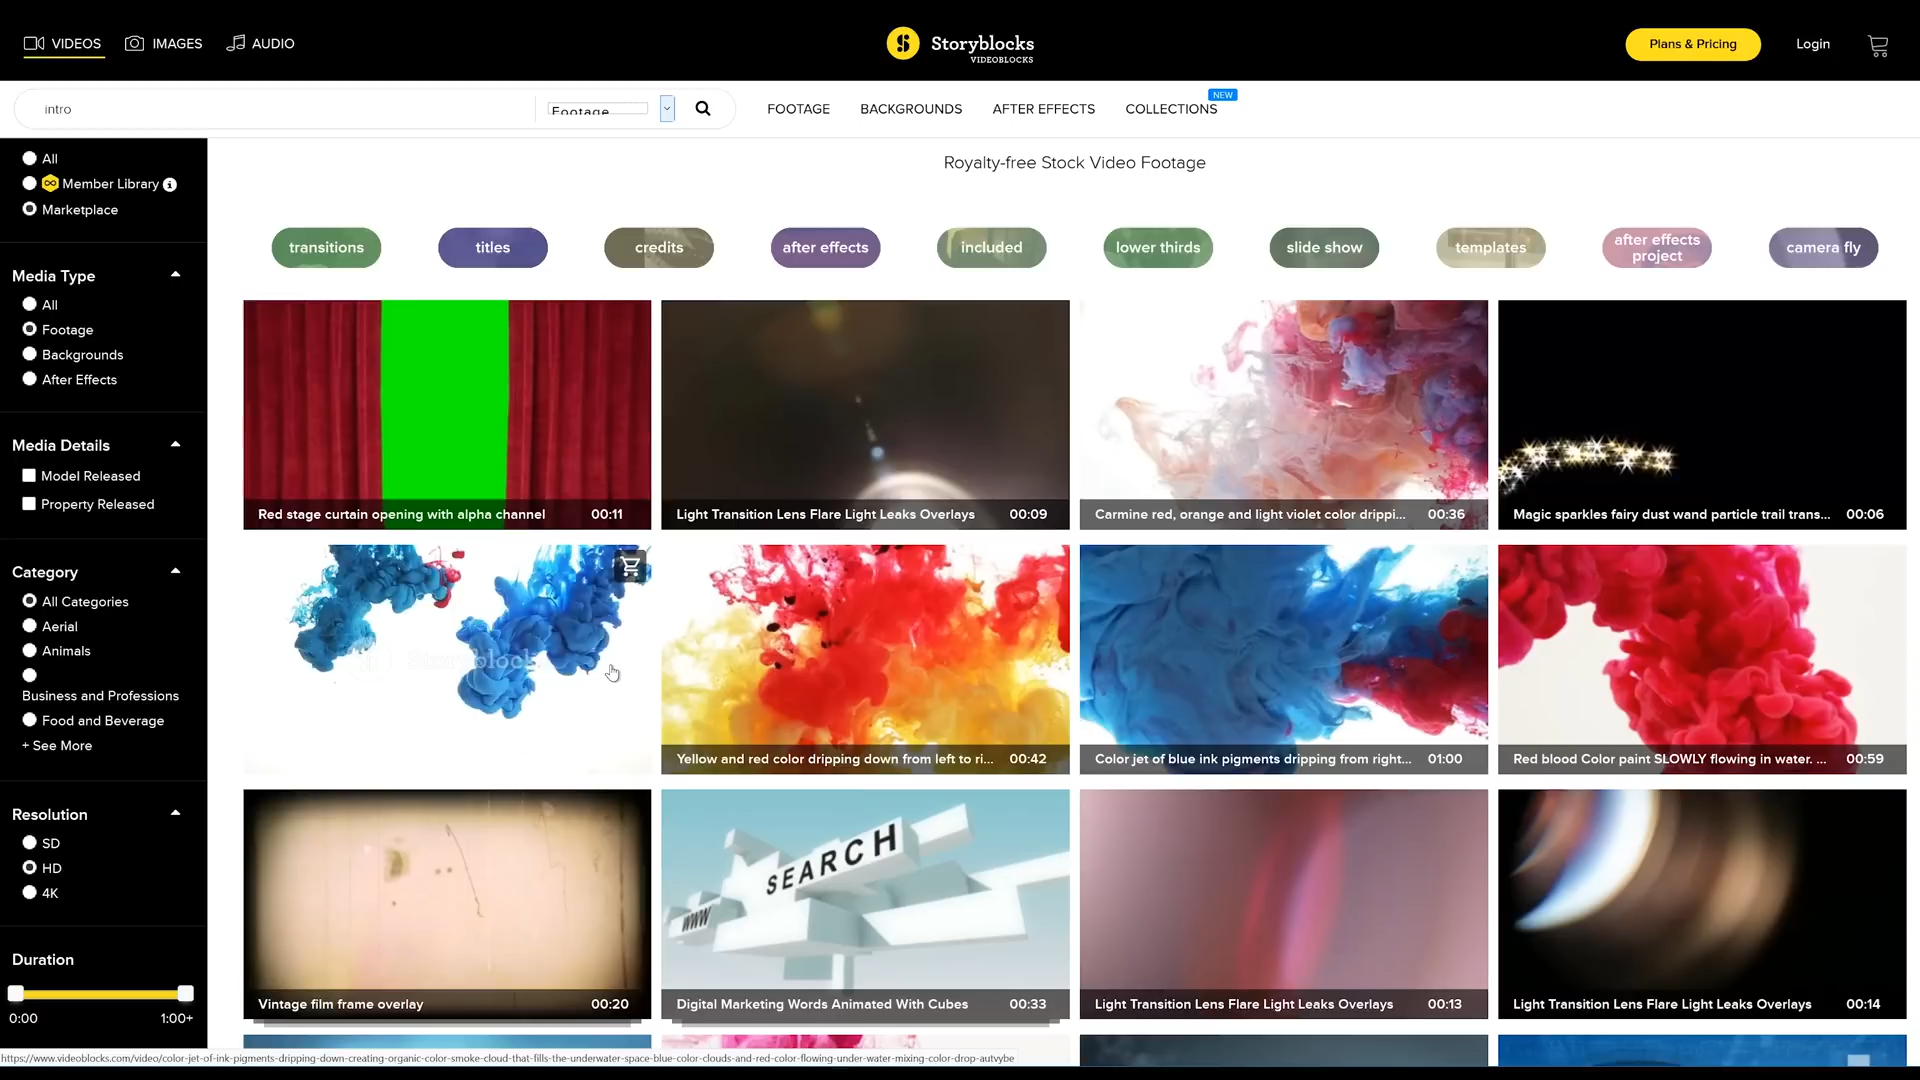 VIDEOS
IMAGES
AUDIO
Storyblocks
VIDEOBLOCKS
Plans & Pricing
Login
intro
Footage
FOOTAGE
BACKGROUNDS
AFTER EFFECTS
COLLECTIONS
NEW
All
Member Library
Marketplace
Media Type
All
Footage
Backgrounds
After Effects
Media Details
Model Released
Property Released
Category
All Categories
Aerial
Animals
Business and Professions
Food and Beverage
+ See More
Resolution
SD
HD
4K
Duration
0:00
1:00+
Royalty-free Stock Video Footage
transitions
titles
credits
after effects
included
lower thirds
slide show
templates
after effects
project
camera fly
Red stage curtain opening with alpha channel 00:11
Light Transition Lens Flare Light Leaks Overlays 00:09
Carmine red, orange and light violet color drippi... 00:36
Magic sparkles fairy dust wand particle trail trans... 00:06
Storyblocks
Yellow and red color dripping down from left to ri... 00:42
Color jet of blue ink pigments dripping from right... 01:00
Red blood Color paint SLOWLY flowing in water. ... 00:59
SEARCH
WWW
Vintage film frame overlay 00:20
Digital Marketing Words Animated With Cubes 00:33
Light Transition Lens Flare Light Leaks Overlays 00:13
Light Transition Lens Flare Light Leaks Overlays 00:14
https://www.videoblocks.com/video/color-jet-of-ink-pigments-dripping-down-creating-organic-color-smoke-cloud-that-fills-the-underwater-space-blue-color-clouds-and-red-color-flowing-under-water-mixing-color-drop-autvybe